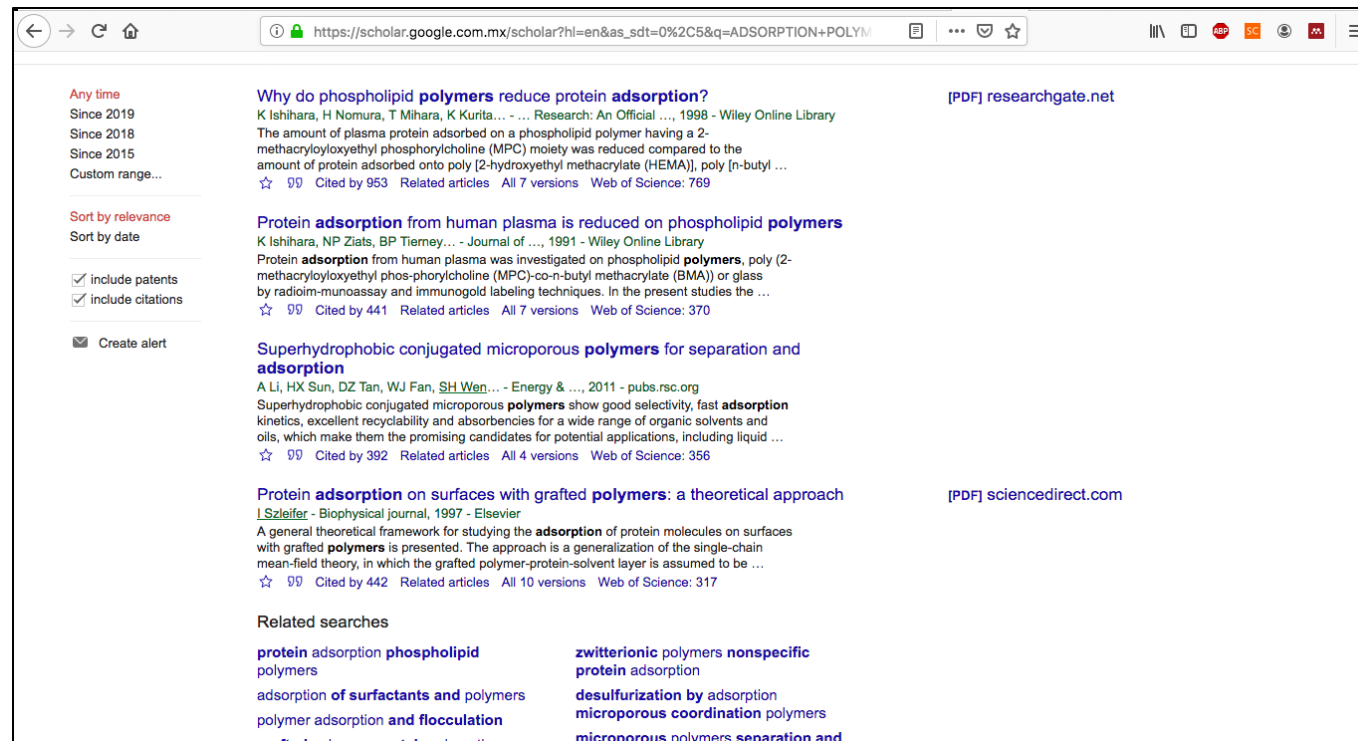 https://scholar.google.com.mx/scholar?hl=en&as_sdt=0%2C5&q=ADSORPTION+POLYM
ABP
SC
Any time
Since 2019
Since 2018
Since 2015
Custom range...
Sort by relevance
Sort by date
include patents
include citations
Create alert
Why do phospholipid polymers reduce protein adsorption?
[PDF] researchgate.net
K Ishihara, H Nomura, T Mihara, K Kurita… - … Research: An Official …, 1998 - Wiley Online Library
The amount of plasma protein adsorbed on a phospholipid polymer having a 2-
methacryloyloxyethyl phosphorylcholine (MPC) moiety was reduced compared to the
amount of protein adsorbed onto poly [2-hydroxyethyl methacrylate (HEMA)], poly [n-butyl …
Cited by 953 Related articles All 7 versions Web of Science: 769
Protein adsorption from human plasma is reduced on phospholipid polymers
K Ishihara, NP Ziats, BP Tierney… - Journal of …, 1991 - Wiley Online Library
Protein adsorption from human plasma was investigated on phospholipid polymers, poly (2-
methacryloyloxyethyl phos-phorylcholine (MPC)-co-n-butyl methacrylate (BMA)) or glass
by radioim-munoassay and immunogold labeling techniques. In the present studies the …
Cited by 441 Related articles All 7 versions Web of Science: 370
Superhydrophobic conjugated microporous polymers for separation and
adsorption
A Li, HX Sun, DZ Tan, WJ Fan, SH Wen… - Energy & …, 2011 - pubs.rsc.org
Superhydrophobic conjugated microporous polymers show good selectivity, fast adsorption
kinetics, excellent recyclability and absorbencies for a wide range of organic solvents and
oils, which make them the promising candidates for potential applications, including liquid …
Cited by 392 Related articles All 4 versions Web of Science: 356
Protein adsorption on surfaces with grafted polymers: a theoretical approach
[PDF] sciencedirect.com
I Szleifer - Biophysical journal, 1997 - Elsevier
A general theoretical framework for studying the adsorption of protein molecules on surfaces
with grafted polymers is presented. The approach is a generalization of the single-chain
mean-field theory, in which the grafted polymer-protein-solvent layer is assumed to be …
Cited by 442 Related articles All 10 versions Web of Science: 317
Related searches
protein adsorption phospholipid
polymers
adsorption of surfactants and polymers
polymer adsorption and flocculation
zwitterionic polymers nonspecific
protein adsorption
desulfurization by adsorption
microporous coordination polymers
microporous polymers separation and